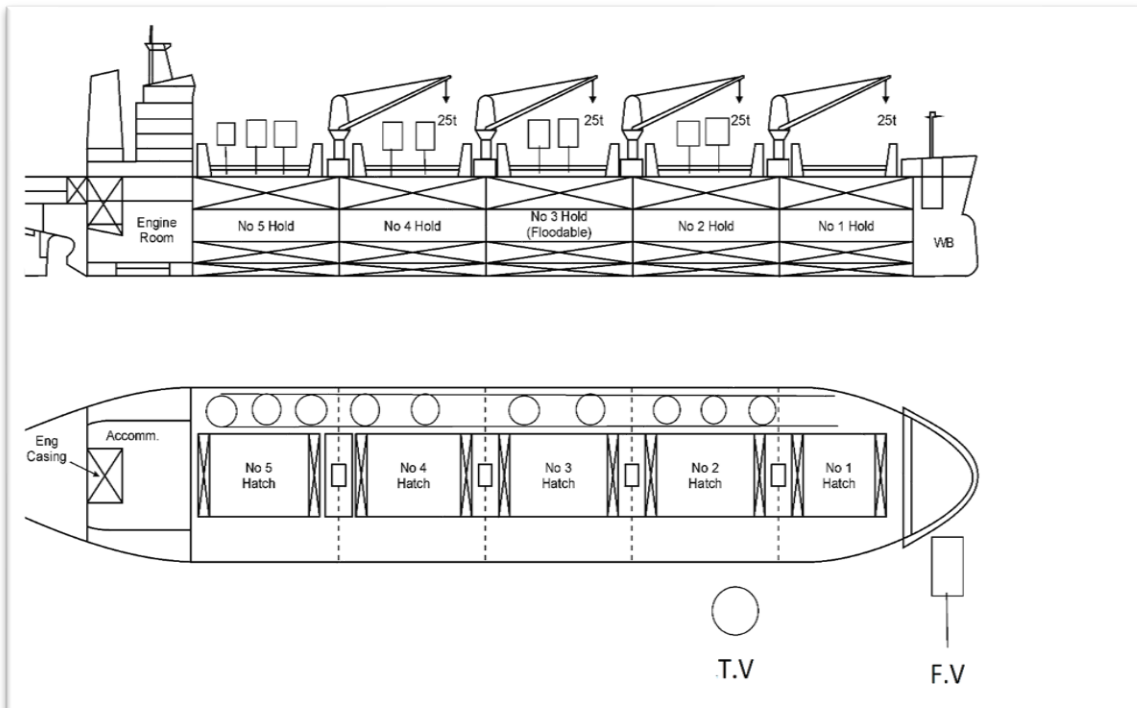 25t
25t
25t
25t
Engine
Room
No 5 Hold
No 4 Hold
No 3 Hold
(Floodable)
No 2 Hold
No 1 Hold
WB
Eng
Casing
Accomm.
No 5
Hatch
No 4
Hatch
No 3
Hatch
No 2
Hatch
No 1
Hatch
T.V
F.V